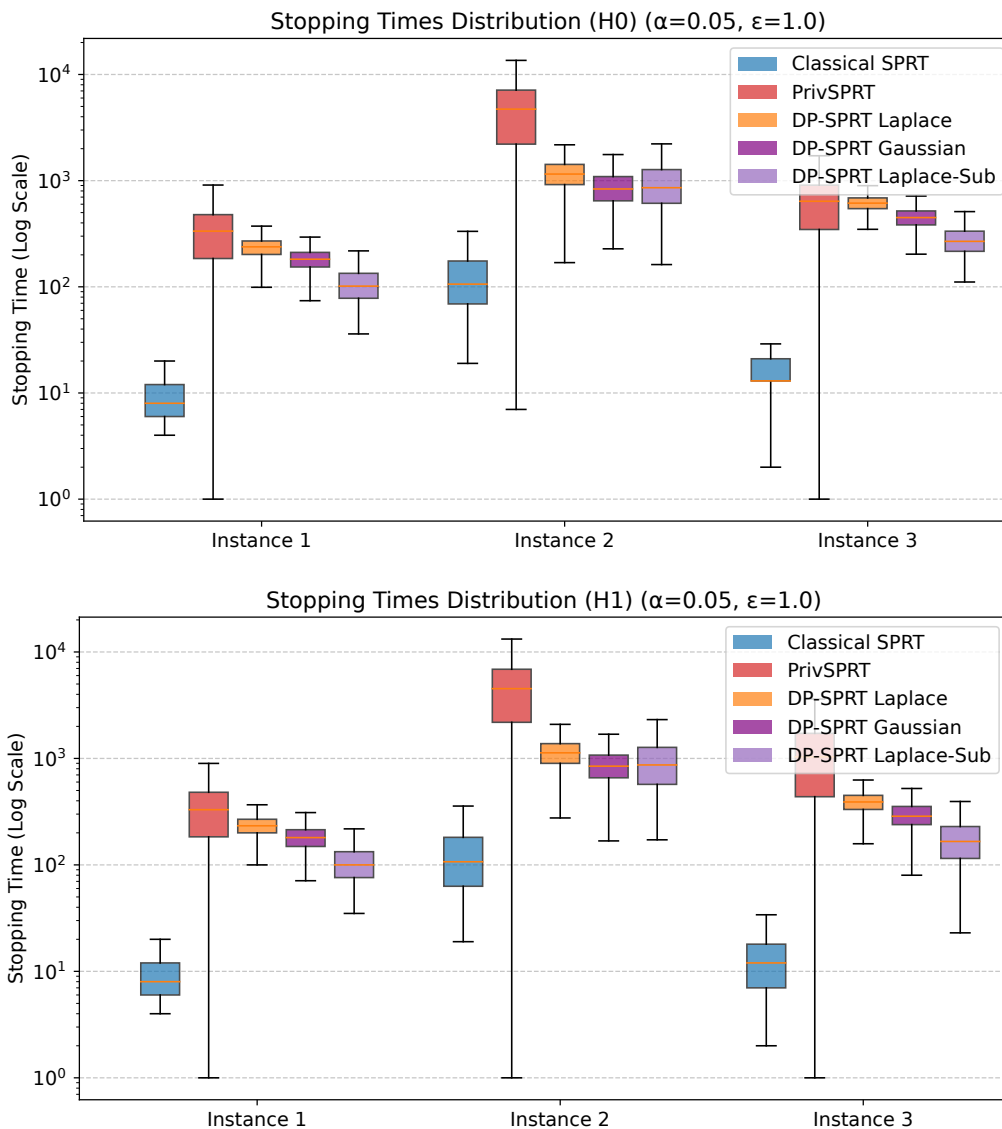 Stopping Times Distribution (H0) (α=0.05, ε=1.0)
Classical SPRT
PrivSPRT
DP-SPRT Laplace
DP-SPRT Gaussian
DP-SPRT Laplace-Sub
Stopping Time (Log Scale)
10⁴
10³
10²
10¹
10⁰
Instance 1
Instance 2
Instance 3
Stopping Times Distribution (H1) (α=0.05, ε=1.0)
Classical SPRT
PrivSPRT
DP-SPRT Laplace
DP-SPRT Gaussian
DP-SPRT Laplace-Sub
Stopping Time (Log Scale)
10⁴
10³
10²
10¹
10⁰
Instance 1
Instance 2
Instance 3